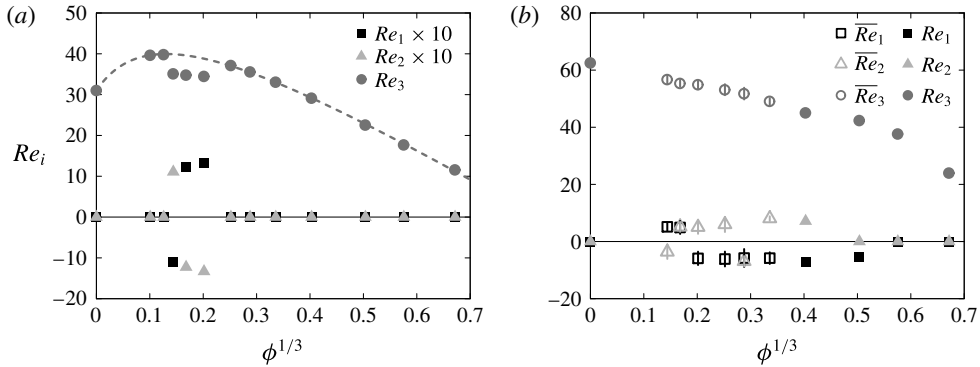 (a)
50
40
30
20
10
0
−10
−20
Re_i
Re_1 × 10
Re_2 × 10
Re_3
0 0.1 0.2 0.3 0.4 0.5 0.6 0.7
ϕ^{1/3}
(b)
80
60
40
20
0
−20
\overline{Re}_1 Re_1
\overline{Re}_2 Re_2
\overline{Re}_3 Re_3
0 0.1 0.2 0.3 0.4 0.5 0.6 0.7
ϕ^{1/3}